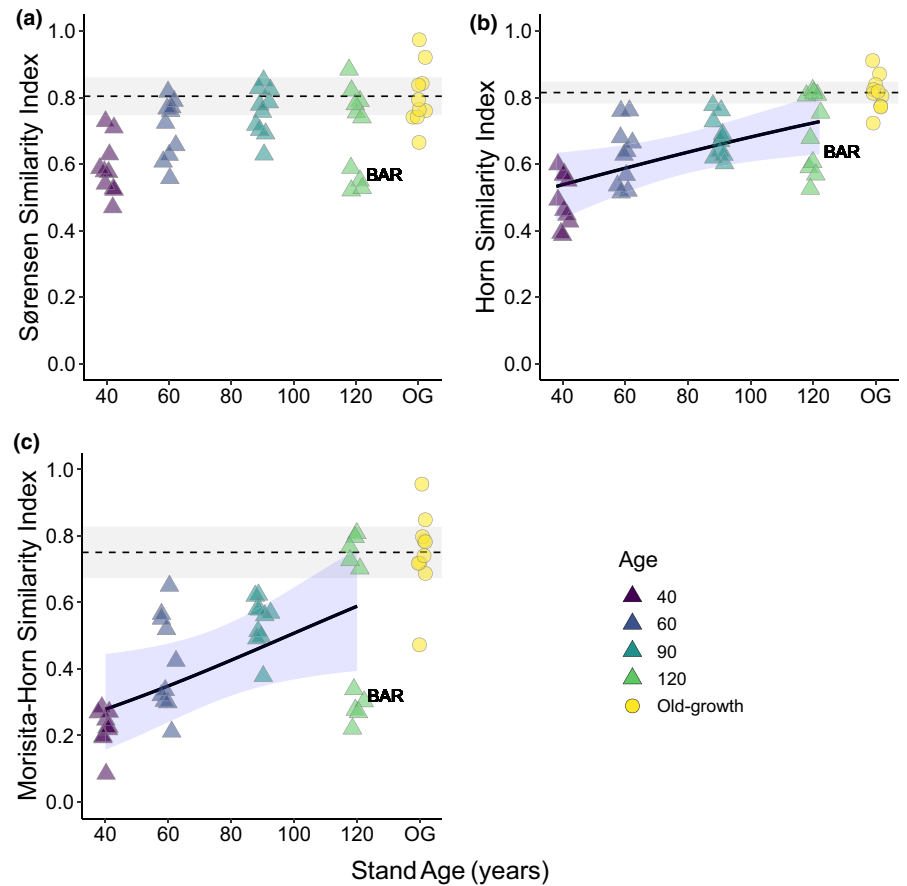 (a)
Sørensen Similarity Index
1.0
0.8
0.6
0.4
0.2
0.0
BAR
40 60 80 100 120 OG
(b)
Horn Similarity Index
1.0
0.8
0.6
0.4
0.2
0.0
BAR
40 60 80 100 120 OG
(c)
Morisita-Horn Similarity Index
1.0
0.8
0.6
0.4
0.2
0.0
BAR
40 60 80 100 120 OG
Age
40
60
90
120
Old-growth
Stand Age (years)